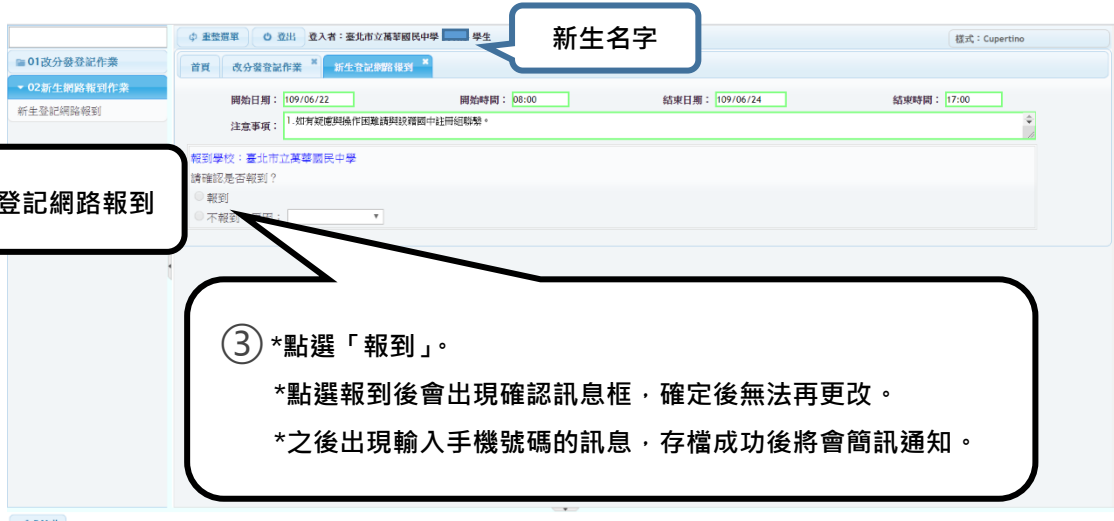 重整選單 登出 登入者：臺北市立萬華國民中學 學生
新生名字
樣式：Cupertino
01改分發登記作業
02新生網路報到作業
新生登記網路報到
首頁 改分發登記作業 新生登記網路報到
開始日期： 109/06/22 開始時間： 08:00 結束日期： 109/06/24 結束時間： 17:00
注意事項： 1.如有疑慮與操作困難請與設籍國中註冊組聯繫。
報到學校：臺北市立萬華國民中學
請確認是否報到？
報到
不報到
登記網路報到
③ *點選「報到」。
*點選報到後會出現確認訊息框，確定後無法再更改。
*之後出現輸入手機號碼的訊息，存檔成功後將會簡訊通知。